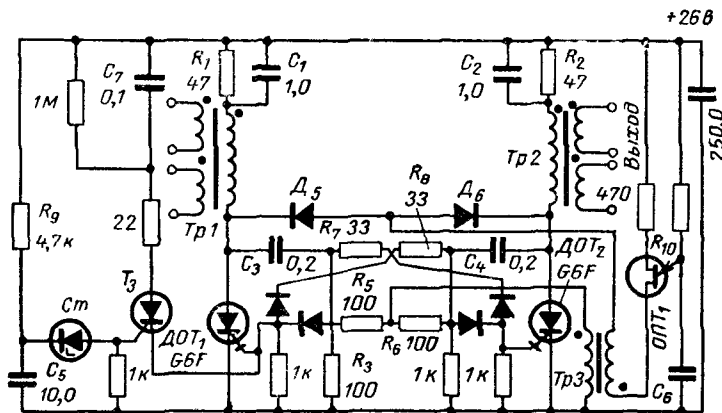 +26В
C7
0,1
R1
47
C1
1,0
C2
1,0
R2
47
1М
250,0
Выход
Тр2
R8
33
Д5
Д6
470
R9
4,7к
22
Тр1
R7 33
R10
C3
0,2
C4
0,2
ДОТ2
G6F
T3
R5
100
ОПТ1
Ст
ДОТ1
G6F
R6 100
C5
10,0
1к
1к
R3
100
1к
1к
Тр3
C6